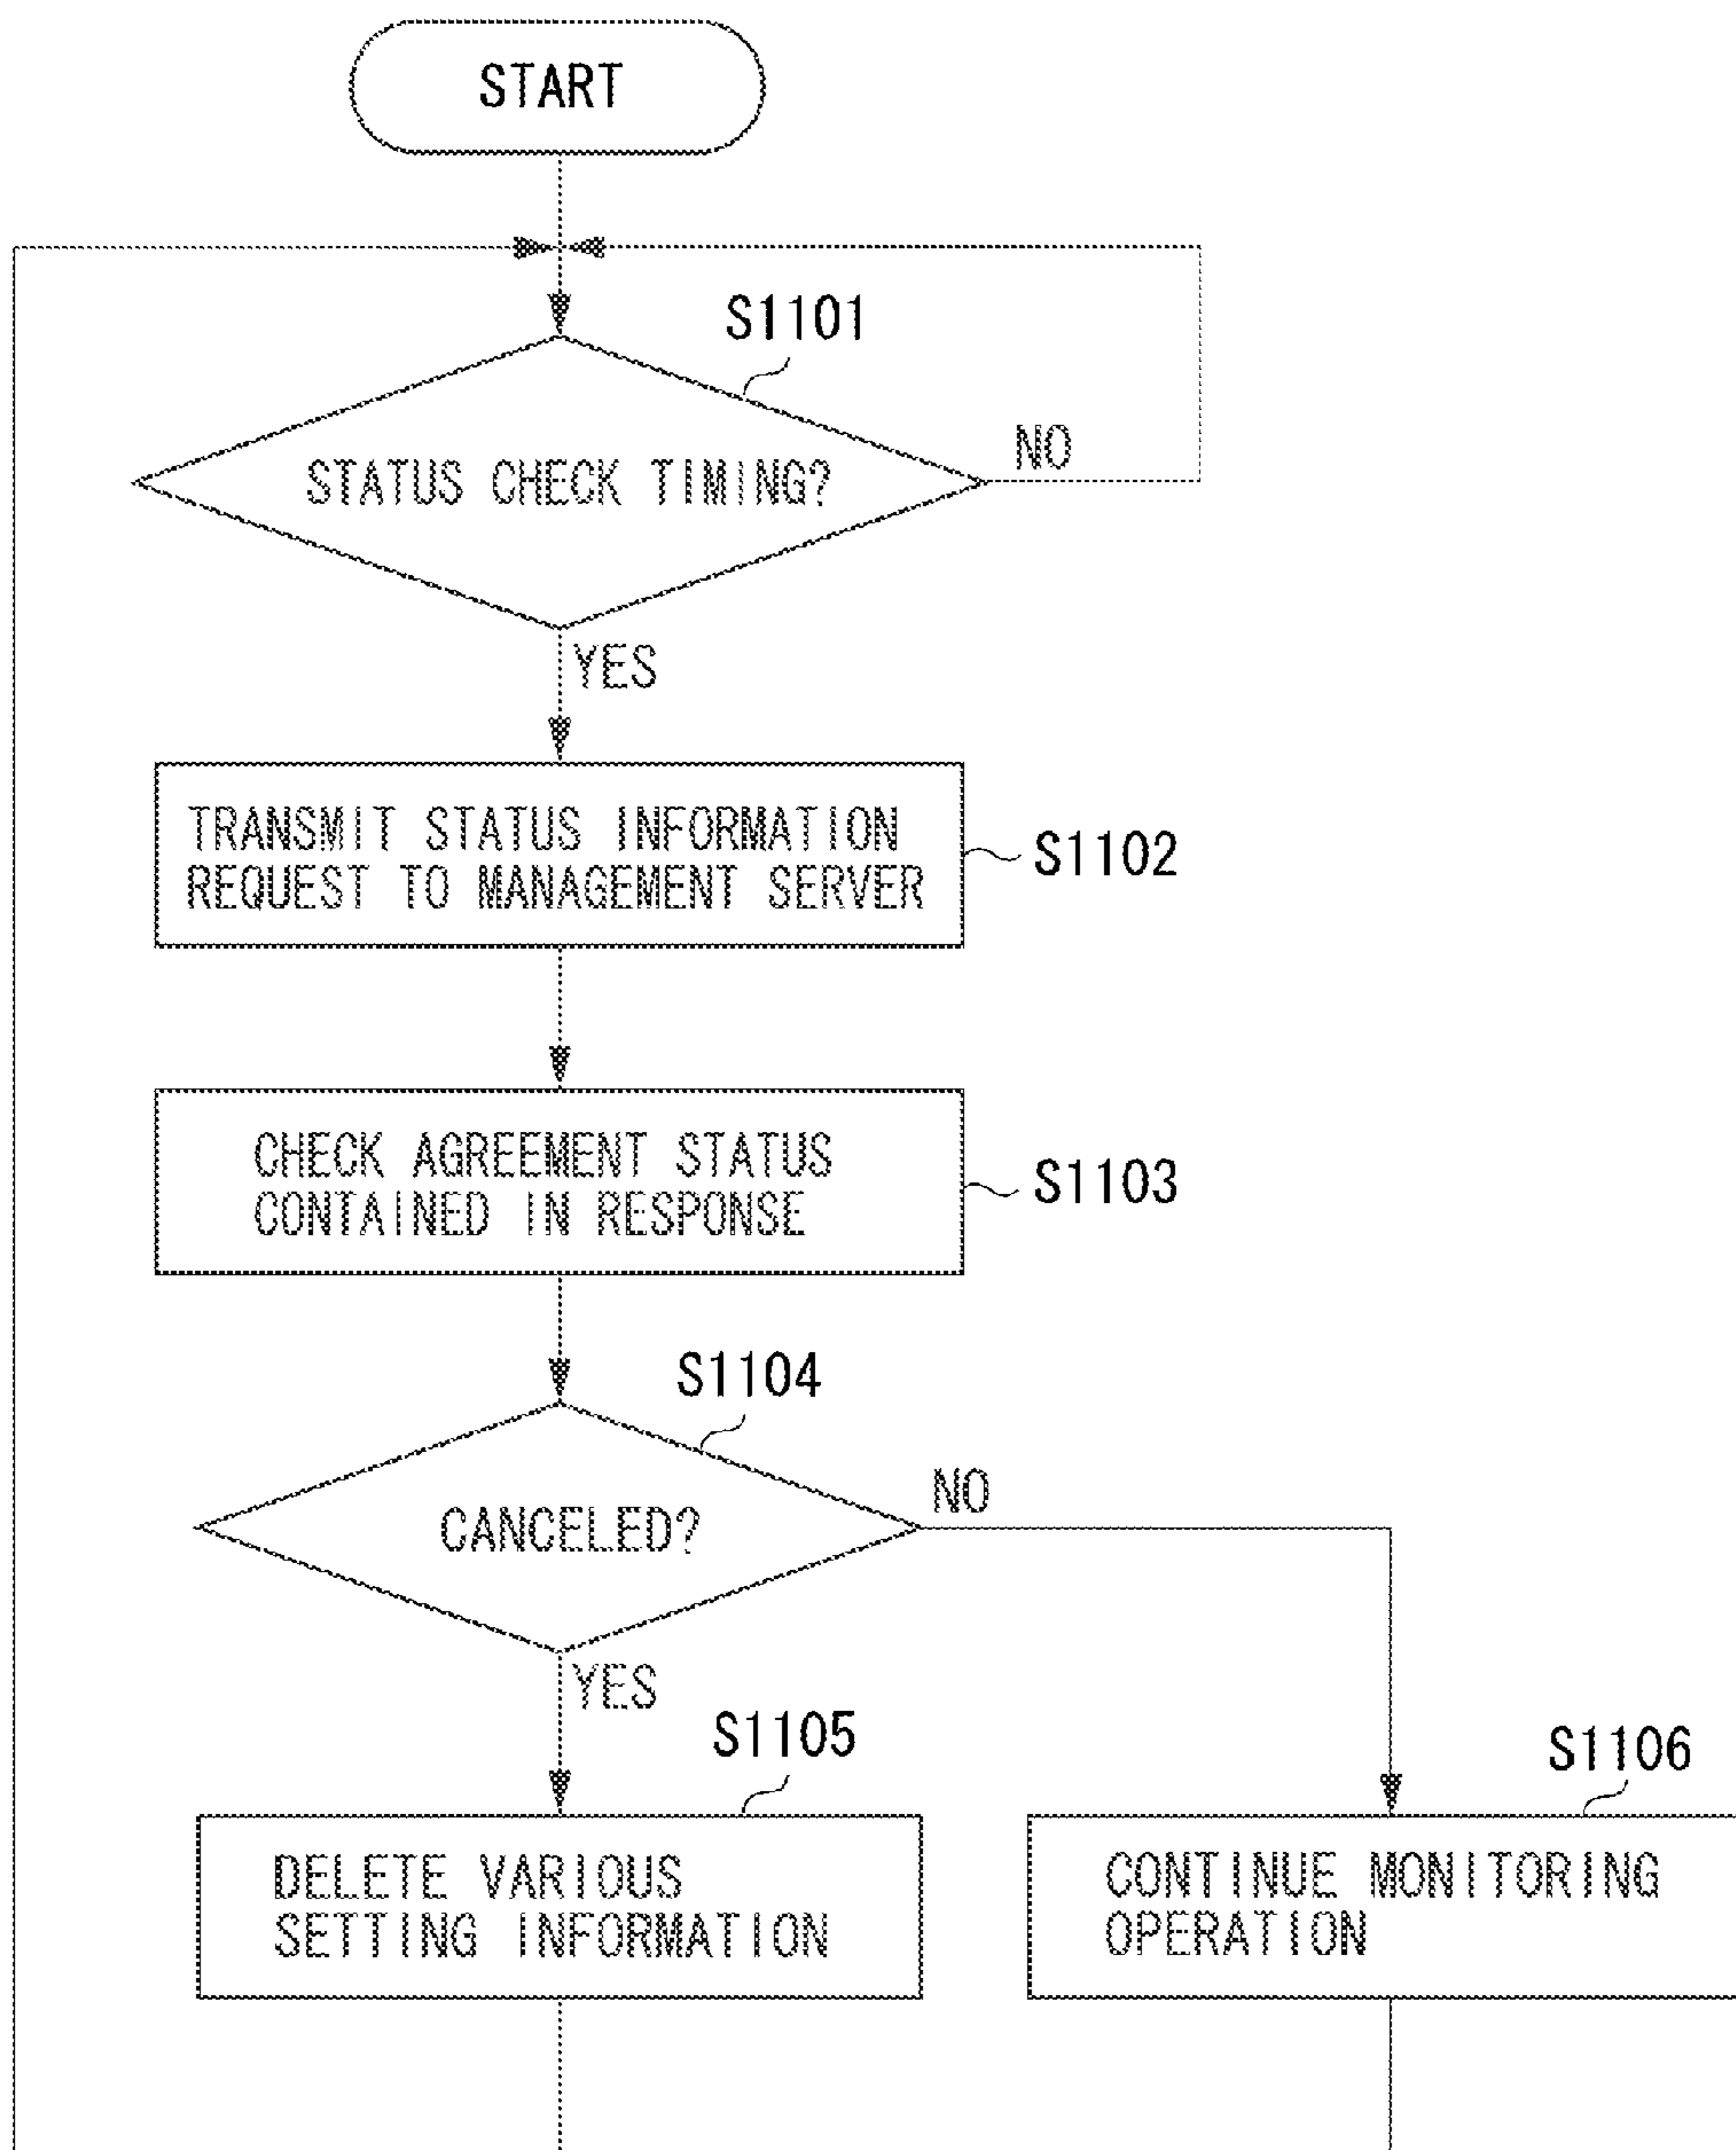 START
S1101
STATUS CHECK TIMING?
NO
YES
TRANSMIT STATUS INFORMATION
REQUEST TO MANAGEMENT SERVER
S1102
CHECK AGREEMENT STATUS
CONTAINED IN RESPONSE
S1103
S1104
CANCELED?
NO
YES
S1105
DELETE VARIOUS
SETTING INFORMATION
S1106
CONTINUE MONITORING
OPERATION